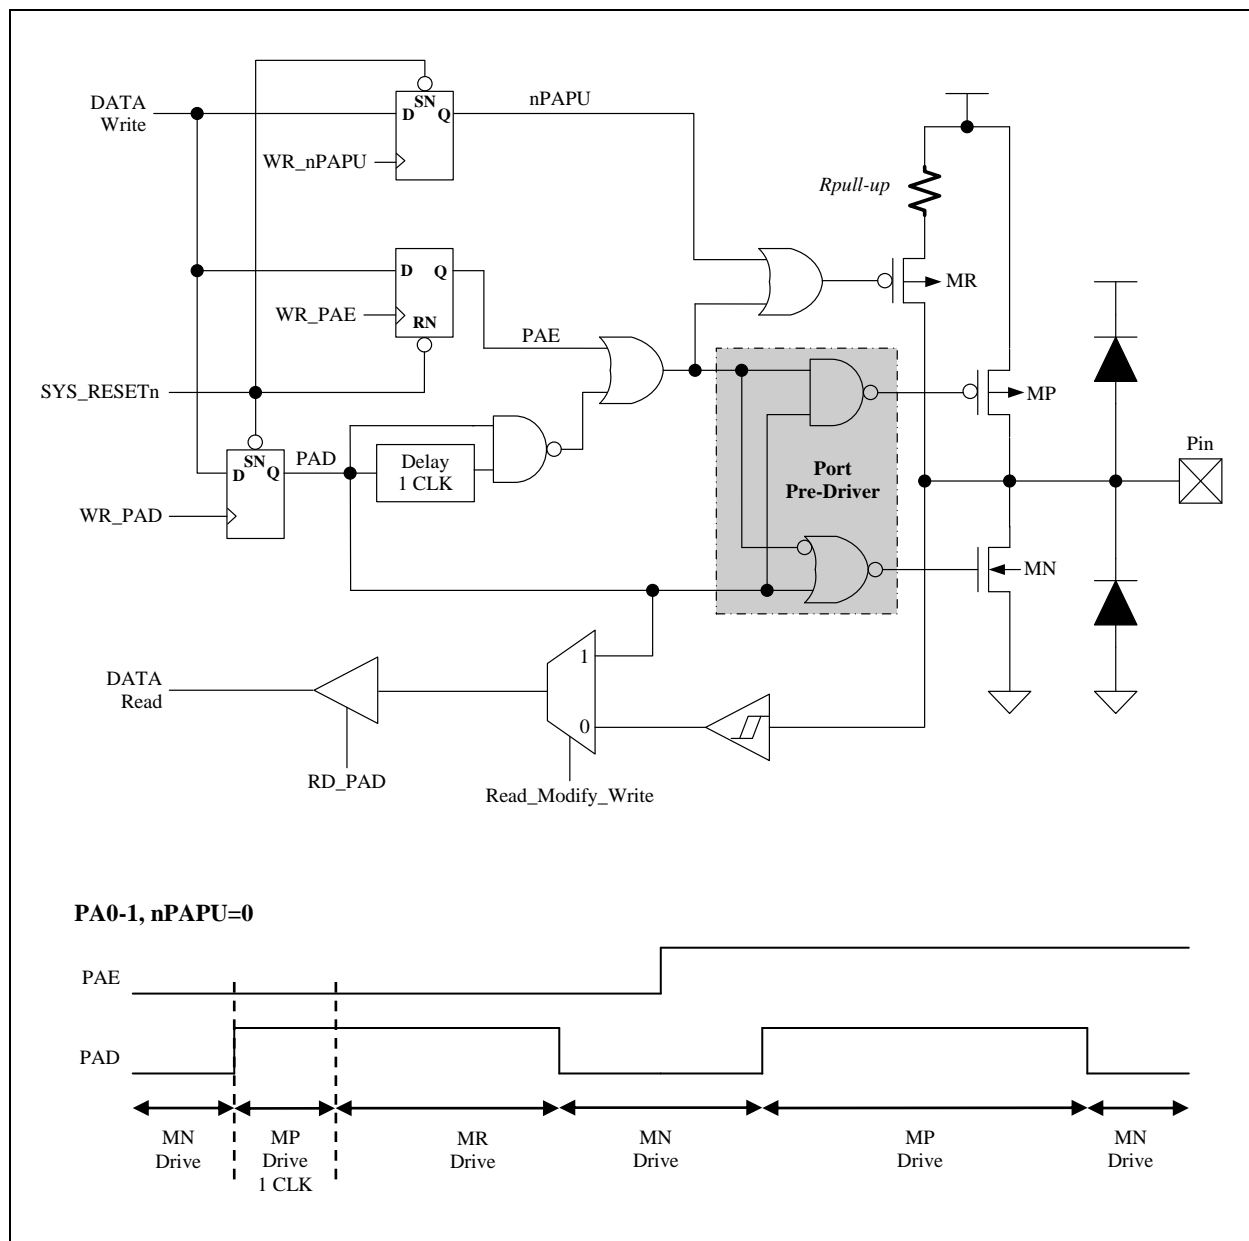 DATA
Write
D
SN
Q
nPAPU
WR_nPAPU
Rpull-up
D
Q
RN
WR_PAE
PAE
MR
SYS_RESETn
MP
D
SN
Q
PAD
Delay
1 CLK
Port
Pre-Driver
Pin
WR_PAD
MN
1
0
DATA
Read
RD_PAD
Read_Modify_Write
PA0-1, nPAPU=0
PAE
PAD
MN
Drive
MP
Drive
1 CLK
MR
Drive
MN
Drive
MP
Drive
MN
Drive